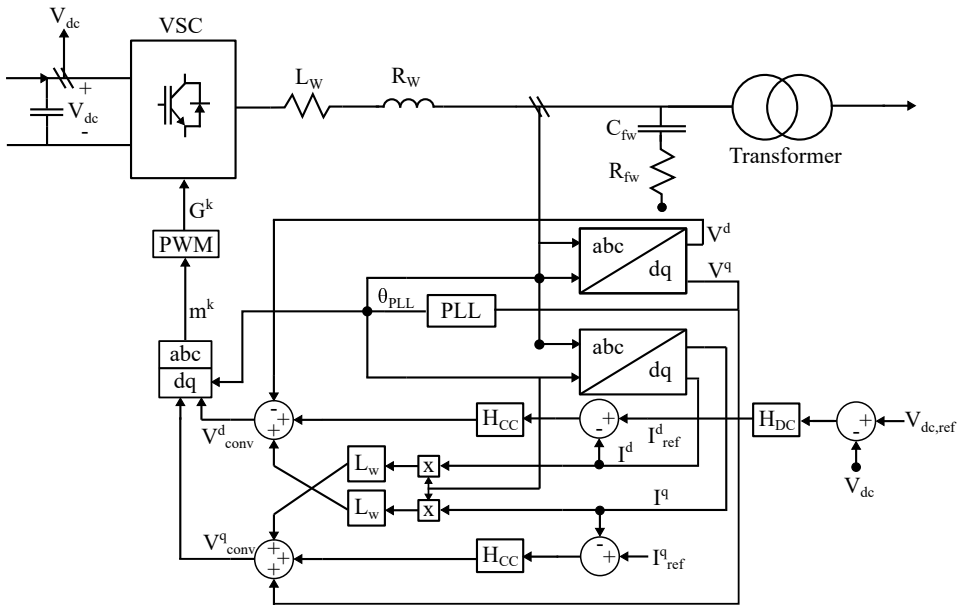 V_dc
VSC
+
V_dc
-
L_W
R_W
C_fw
R_fw
Transformer
G^k
PWM
m^k
abc
dq
V^d
V^q
θ_PLL
PLL
abc
dq
abc
dq
-
+
+
V^d_conv
H_CC
-
I^d_ref
I^d
H_DC
-
V_dc,ref
V_dc
L_w
x
L_w
x
I^q
V^q_conv
+
+
+
H_CC
-
I^q_ref